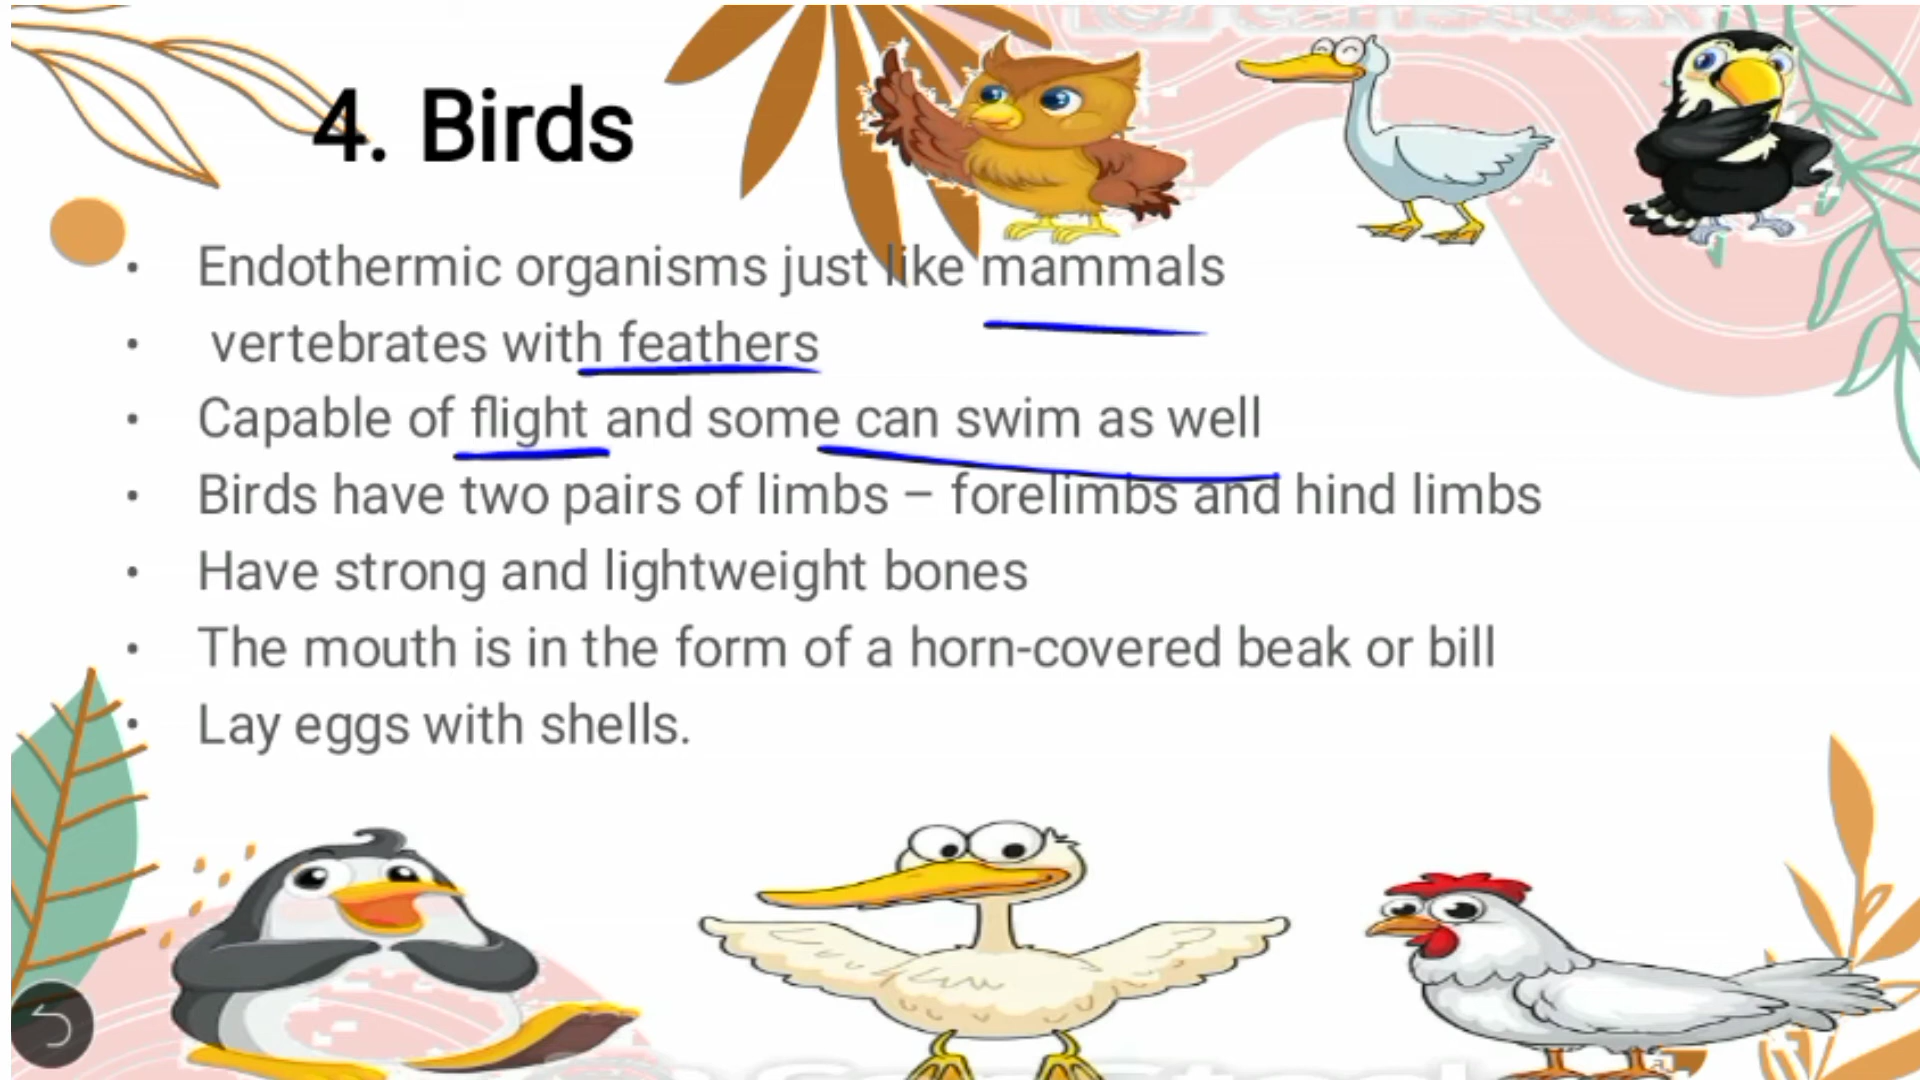 4. Birds
• Endothermic organisms just like mammals
• vertebrates with feathers
• Capable of flight and some can swim as well
• Birds have two pairs of limbs – forelimbs and hind limbs
• Have strong and lightweight bones
• The mouth is in the form of a horn-covered beak or bill
• Lay eggs with shells.